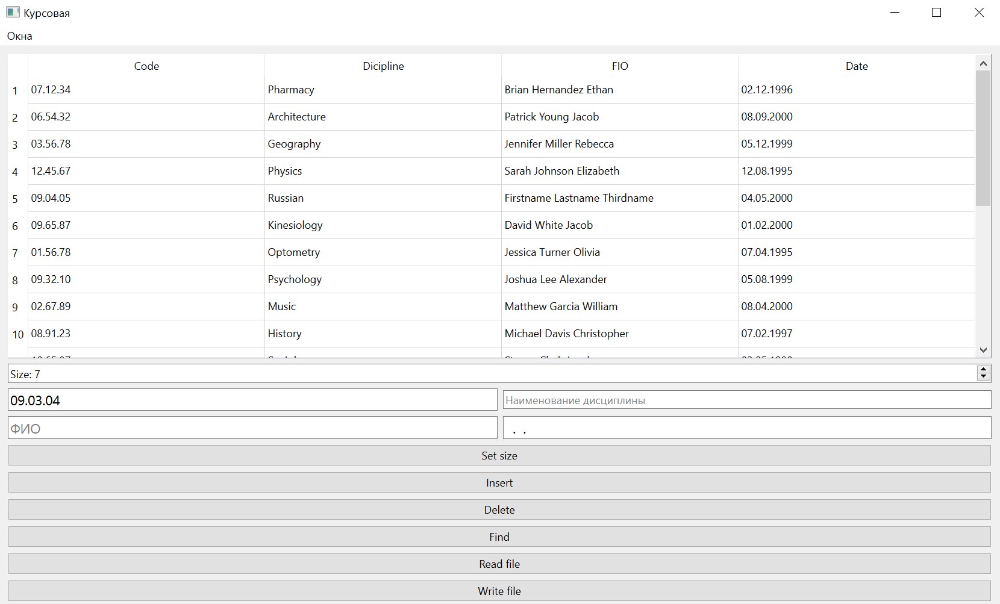 Курсовая
Окна
Code Dicipline FIO Date
1 07.12.34 Pharmacy Brian Hernandez Ethan 02.12.1996
2 06.54.32 Architecture Patrick Young Jacob 08.09.2000
3 03.56.78 Geography Jennifer Miller Rebecca 05.12.1999
4 12.45.67 Physics Sarah Johnson Elizabeth 12.08.1995
5 09.04.05 Russian Firstname Lastname Thirdname 04.05.2000
6 09.65.87 Kinesiology David White Jacob 01.02.2000
7 01.56.78 Optometry Jessica Turner Olivia 07.04.1995
8 09.32.10 Psychology Joshua Lee Alexander 05.08.1999
9 02.67.89 Music Matthew Garcia William 08.04.2000
10 08.91.23 History Michael Davis Christopher 07.02.1997
Size: 7
09.03.04 Наименование дисциплины
ФИО . .
Set size
Insert
Delete
Find
Read file
Write file